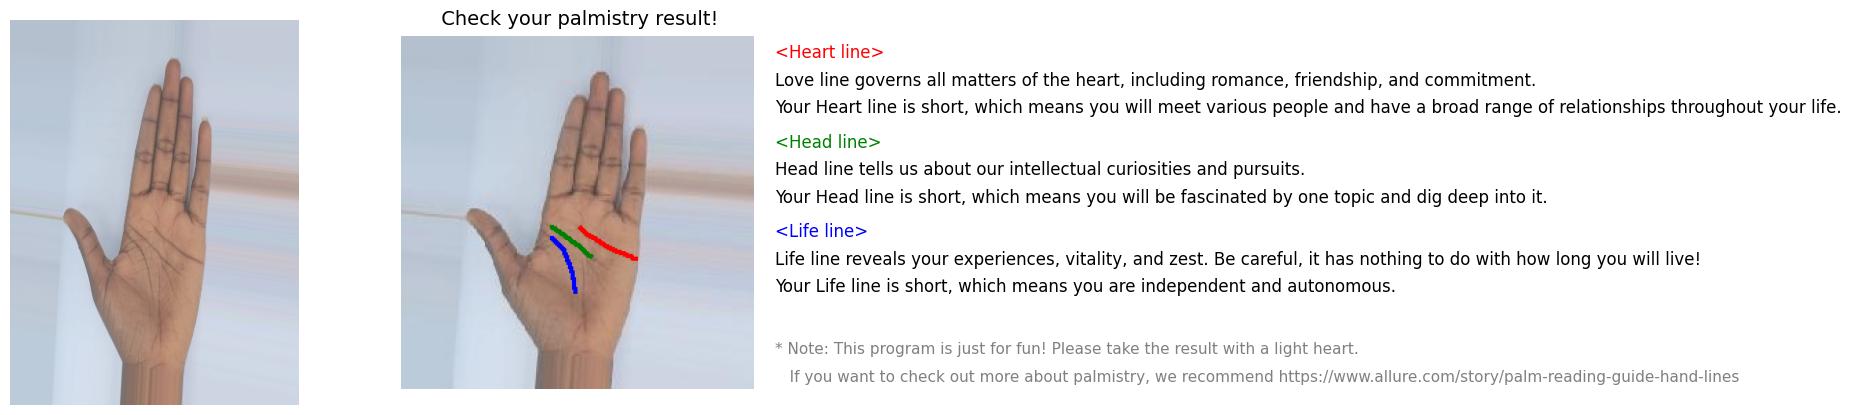 Check your palmistry result!
<Heart line>
Love line governs all matters of the heart, including romance, friendship, and commitment.
Your Heart line is short, which means you will meet various people and have a broad range of relationships throughout your life.
<Head line>
Head line tells us about our intellectual curiosities and pursuits.
Your Head line is short, which means you will be fascinated by one topic and dig deep into it.
<Life line>
Life line reveals your experiences, vitality, and zest. Be careful, it has nothing to do with how long you will live!
Your Life line is short, which means you are independent and autonomous.
* Note: This program is just for fun! Please take the result with a light heart.
If you want to check out more about palmistry, we recommend https://www.allure.com/story/palm-reading-guide-hand-lines